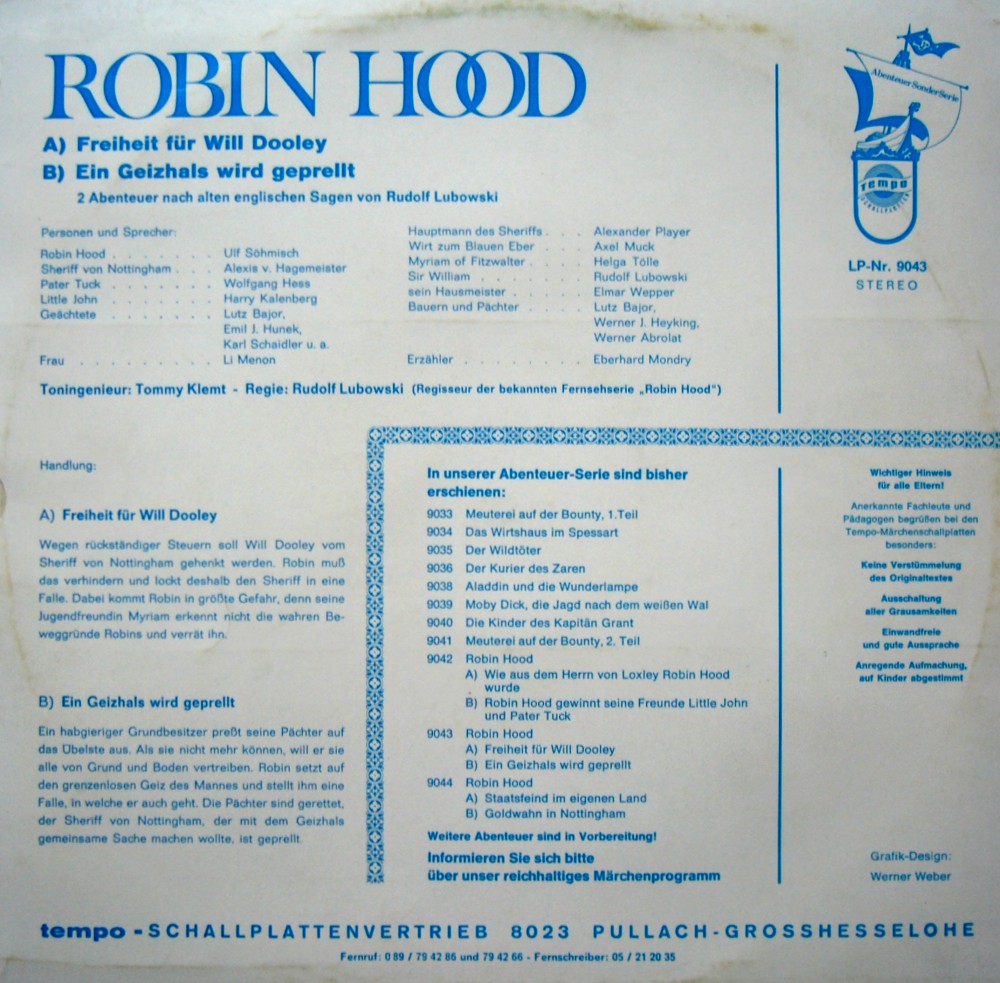 ROBIN HOOD
A) Freiheit für Will Dooley
B) Ein Geizhals wird geprellt
2 Abenteuer nach alten englischen Sagen von Rudolf Lubowski
Abenteuer Sonder Serie
tempo
SCHALLPLATTEN
LP-Nr. 9043
STEREO
Personen und Sprecher:
Robin Hood . . . . . . . Ulf Söhmisch
Sheriff von Nottingham . . . Alexis v. Hagemeister
Pater Tuck . . . . . . . Wolfgang Hess
Little John . . . . . . . Harry Kalenberg
Geächtete . . . . . . . Lutz Bajor,
Emil J. Hunek,
Karl Schaidler u. a.
Frau . . . . . . . . . Li Menon
Hauptmann des Sheriffs . . . Alexander Player
Wirt zum Blauen Eber . . . Axel Muck
Myriam of Fitzwalter . . . . Helga Tölle
Sir William . . . . . . . Rudolf Lubowski
sein Hausmeister . . . . . Elmar Wepper
Bauern und Pächter . . . . Lutz Bajor,
Werner J. Heyking,
Werner Abrolat
Erzähler . . . . . . . . Eberhard Mondry
Toningenieur: Tommy Klemt - Regie: Rudolf Lubowski (Regisseur der bekannten Fernsehserie „Robin Hood“)
Handlung:
A) Freiheit für Will Dooley
Wegen rückständiger Steuern soll Will Dooley vom
Sheriff von Nottingham gehenkt werden. Robin muß
das verhindern und lockt deshalb den Sheriff in eine
Falle. Dabei kommt Robin in größte Gefahr, denn seine
Jugendfreundin Myriam erkennt nicht die wahren Be-
weggründe Robins und verrät ihn.
B) Ein Geizhals wird geprellt
Ein habgieriger Grundbesitzer preßt seine Pächter auf
das Übelste aus. Als sie nicht mehr können, will er sie
alle von Grund und Boden vertreiben. Robin setzt auf
den grenzenlosen Geiz des Mannes und stellt ihm eine
Falle, in welche er auch geht. Die Pächter sind gerettet,
der Sheriff von Nottingham, der mit dem Geizhals
gemeinsame Sache machen wollte, ist geprellt.
In unserer Abenteuer-Serie sind bisher
erschienen:
9033 Meuterei auf der Bounty, 1.Teil
9034 Das Wirtshaus im Spessart
9035 Der Wildtöter
9036 Der Kurier des Zaren
9038 Aladdin und die Wunderlampe
9039 Moby Dick, die Jagd nach dem weißen Wal
9040 Die Kinder des Kapitän Grant
9041 Meuterei auf der Bounty, 2. Teil
9042 Robin Hood
A) Wie aus dem Herrn von Loxley Robin Hood
wurde
B) Robin Hood gewinnt seine Freunde Little John
und Pater Tuck
9043 Robin Hood
A) Freiheit für Will Dooley
B) Ein Geizhals wird geprellt
9044 Robin Hood
A) Staatsfeind im eigenen Land
B) Goldwahn in Nottingham
Weitere Abenteuer sind in Vorbereitung!
Informieren Sie sich bitte
über unser reichhaltiges Märchenprogramm
Wichtiger Hinweis
für alle Eltern!
Anerkannte Fachleute und
Pädagogen begrüßen bei den
Tempo-Märchenschallplatten
besonders:
Keine Verstümmelung
des Originaltextes
Ausschaltung
aller Grausamkeiten
Einwandfreie
und gute Aussprache
Anregende Aufmachung,
auf Kinder abgestimmt
Grafik-Design:
Werner Weber
tempo - SCHALLPLATTENVERTRIEB 8023 PULLACH-GROSSHESSELOHE
Fernruf: 0 89 / 79 42 86 und 79 42 66 - Fernschreiber: 05 / 21 20 35